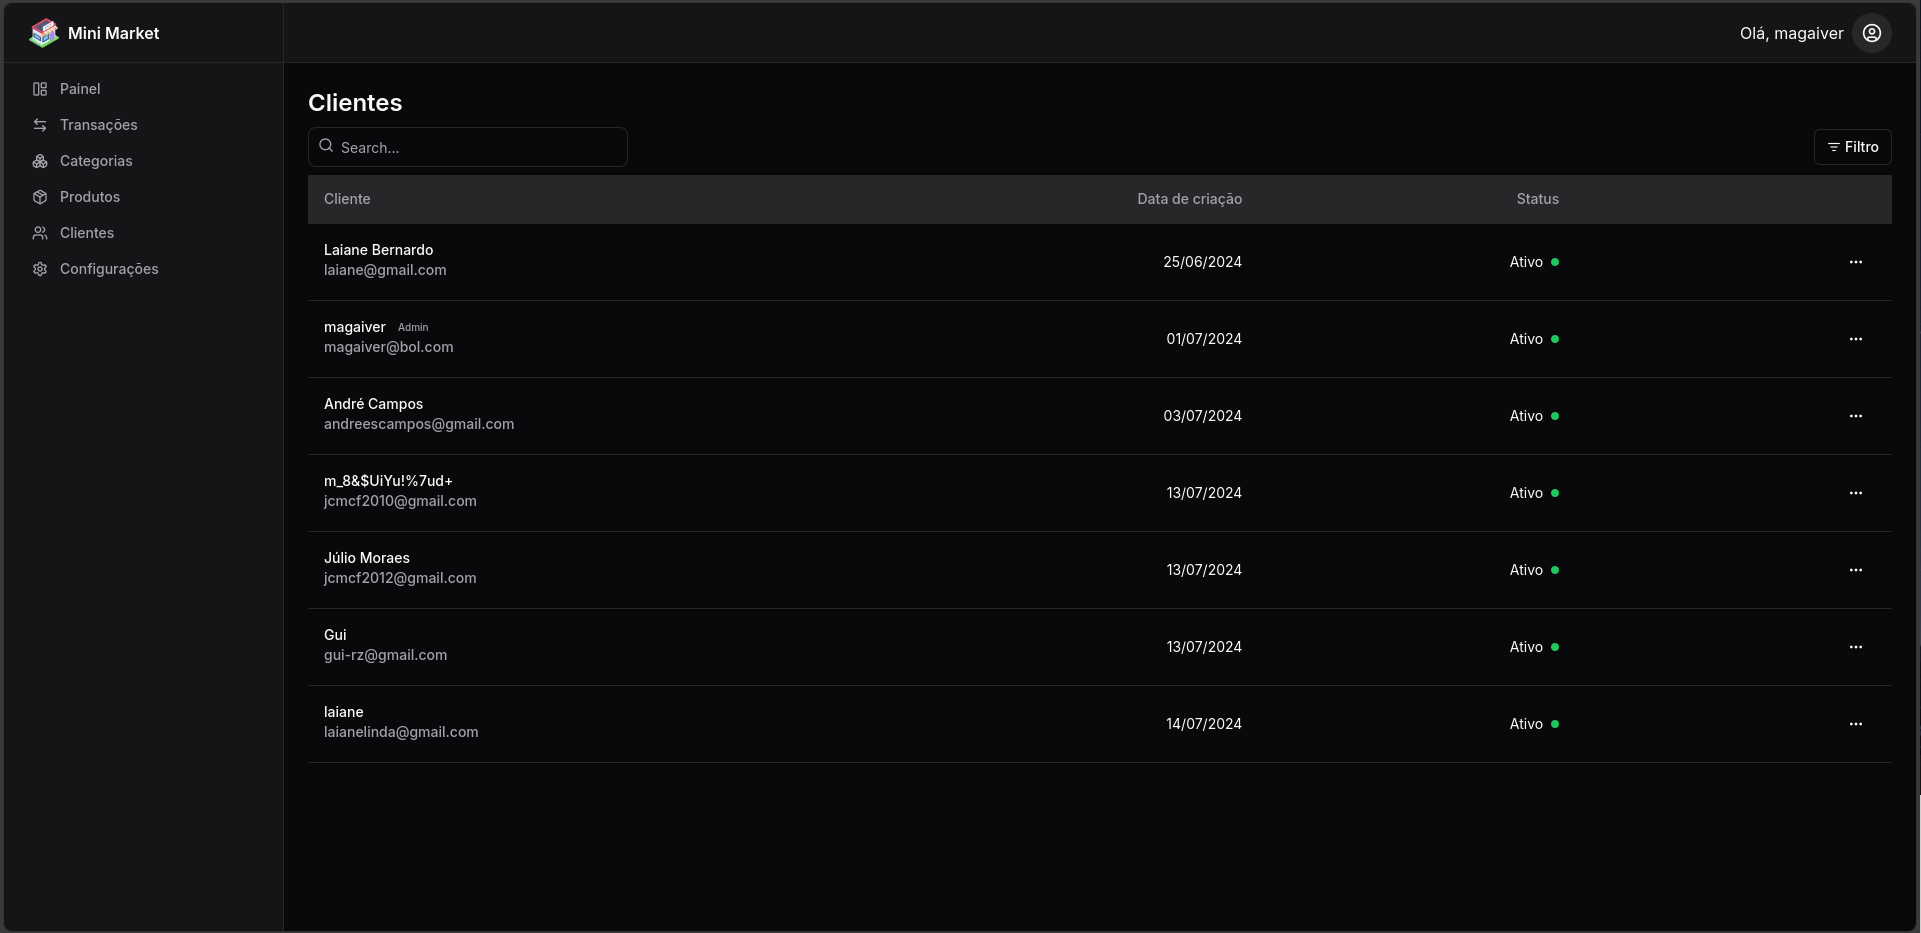 Mini Market
Olá, magaiver
Painel
Transações
Categorias
Produtos
Clientes
Configurações
Clientes
Search...
Filtro
Cliente Data de criação Status
Laiane Bernardo
laiane@gmail.com
25/06/2024 Ativo
magaiver Admin
magaiver@bol.com
01/07/2024 Ativo
André Campos
andreescampos@gmail.com
03/07/2024 Ativo
m_8&$UiYu!%7ud+
jcmcf2010@gmail.com
13/07/2024 Ativo
Júlio Moraes
jcmcf2012@gmail.com
13/07/2024 Ativo
Gui
gui-rz@gmail.com
13/07/2024 Ativo
laiane
laianelinda@gmail.com
14/07/2024 Ativo